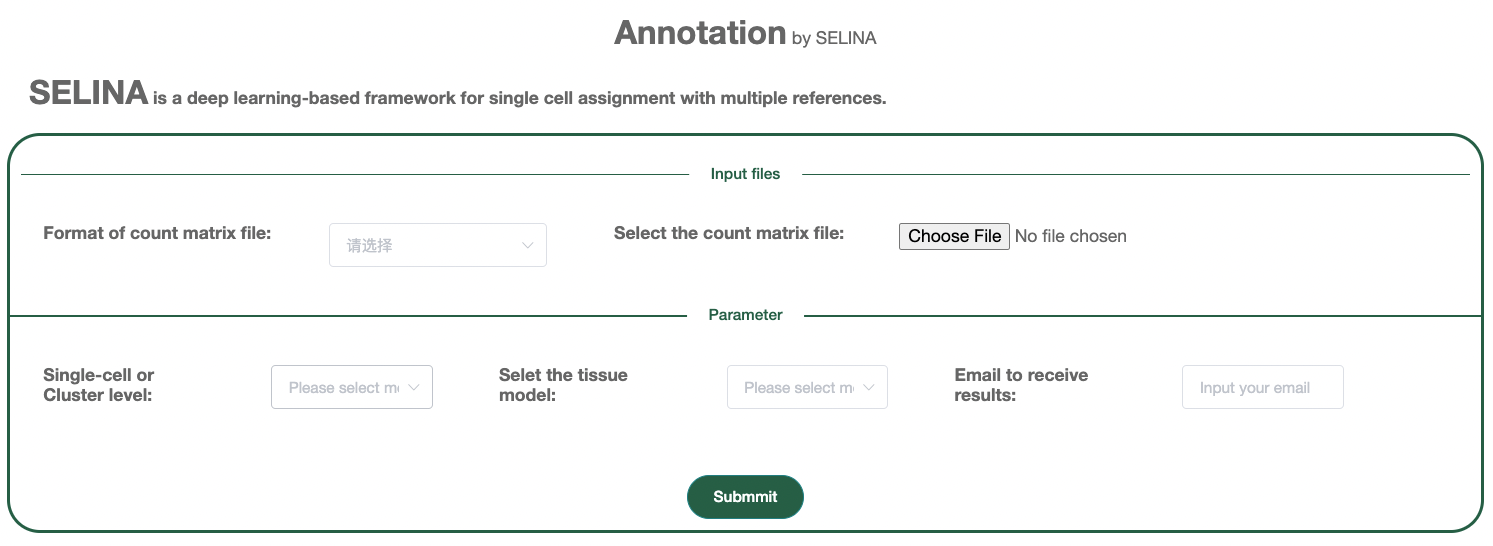 Annotation by SELINA
SELINA is a deep learning-based framework for single cell assignment with multiple references.
Input files
Format of count matrix file:
请选择
Select the count matrix file:
Choose File No file chosen
Parameter
Single-cell or
Cluster level:
Please select m
Selet the tissue
model:
Please select m
Email to receive
results:
Input your email
Submmit